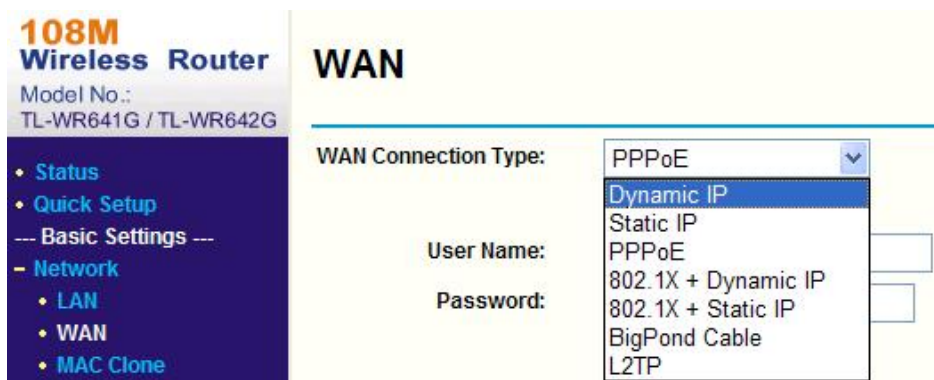 108M
Wireless Router
Model No.:
TL-WR641G / TL-WR642G
• Status
• Quick Setup
--- Basic Settings ---
– Network
• LAN
• WAN
• MAC Clone
WAN
WAN Connection Type:
PPPoE
Dynamic IP
Static IP
PPPoE
802.1X + Dynamic IP
802.1X + Static IP
BigPond Cable
L2TP
User Name:
Password: